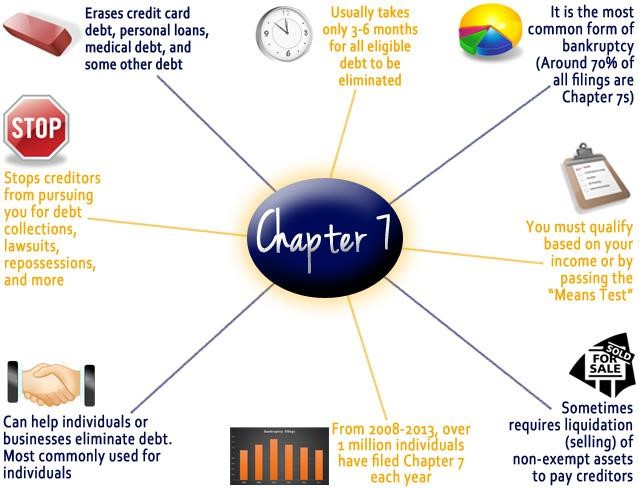 Erases credit card
debt, personal loans,
medical debt, and
some other debt
Usually takes
only 3-6 months
for all eligible
debt to be
eliminated
It is the most
common form of
bankruptcy
(Around 70% of
all filings are
Chapter 7s)
STOP
Stops creditors
from pursuing
you for debt
collections,
lawsuits,
repossessions,
and more
Chapter 7
You must qualify
based on your
income or by
passing the
“Means Test”
Can help individuals or
businesses eliminate debt.
Most commonly used for
individuals
Bankruptcy Filings
From 2008-2013, over
1 million individuals
have filed Chapter 7
each year
SOLD
FOR
SALE
Sometimes
requires liquidation
(selling) of
non-exempt assets
to pay creditors